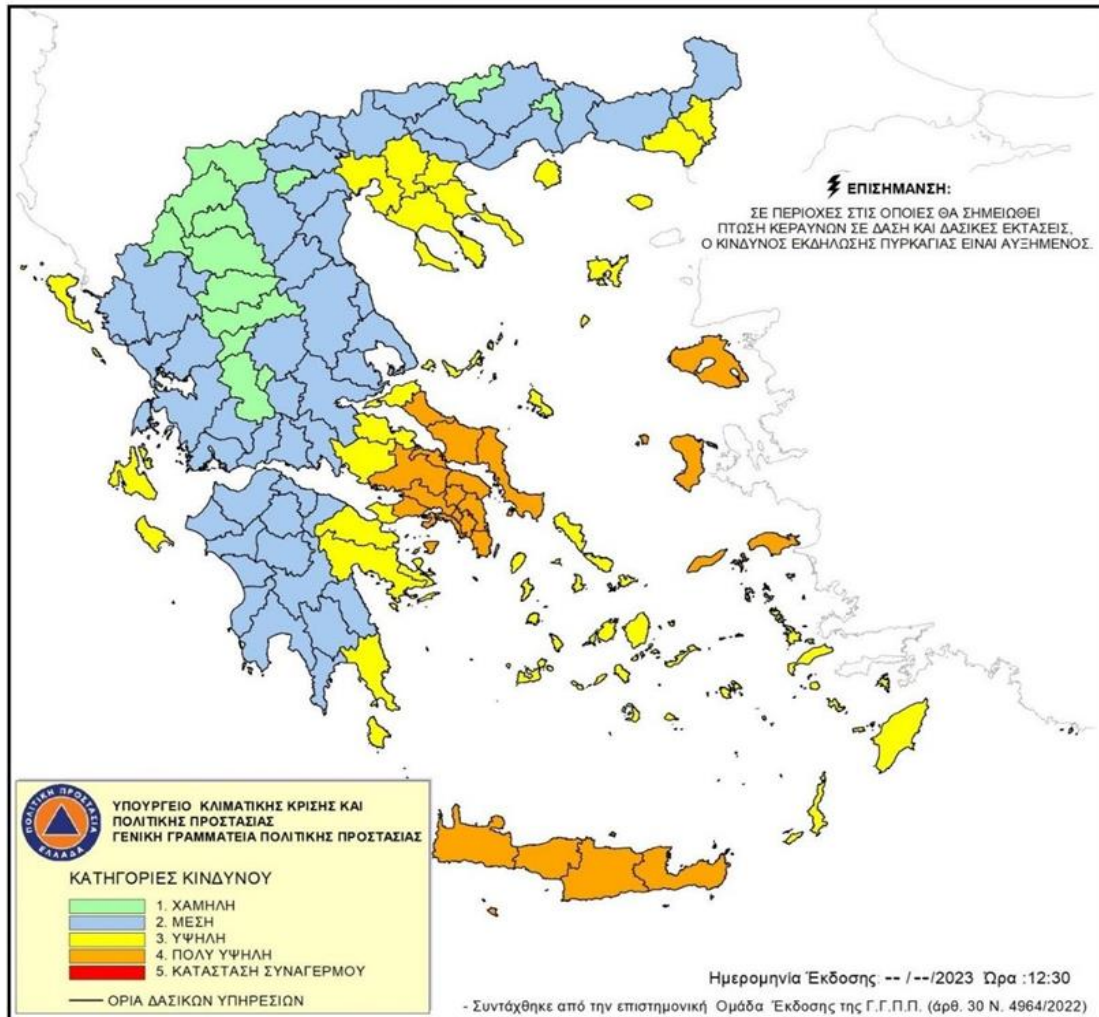 ⚡ ΕΠΙΣΗΜΑΝΣΗ:
ΣΕ ΠΕΡΙΟΧΕΣ ΣΤΙΣ ΟΠΟΙΕΣ ΘΑ ΣΗΜΕΙΩΘΕΙ
ΠΤΩΣΗ ΚΕΡΑΥΝΩΝ ΣΕ ΔΑΣΗ ΚΑΙ ΔΑΣΙΚΕΣ ΕΚΤΑΣΕΙΣ,
Ο ΚΙΝΔΥΝΟΣ ΕΚΔΗΛΩΣΗΣ ΠΥΡΚΑΓΙΑΣ ΕΙΝΑΙ ΑΥΞΗΜΕΝΟΣ.
ΠΟΛΙΤΙΚΗ ΠΡΟΣΤΑΣΙΑ
ΕΛΛΑΔΑ
ΥΠΟΥΡΓΕΙΟ ΚΛΙΜΑΤΙΚΗΣ ΚΡΙΣΗΣ ΚΑΙ
ΠΟΛΙΤΙΚΗΣ ΠΡΟΣΤΑΣΙΑΣ
ΓΕΝΙΚΗ ΓΡΑΜΜΑΤΕΙΑ ΠΟΛΙΤΙΚΗΣ ΠΡΟΣΤΑΣΙΑΣ
ΚΑΤΗΓΟΡΙΕΣ ΚΙΝΔΥΝΟΥ
1. ΧΑΜΗΛΗ
2. ΜΕΣΗ
3. ΥΨΗΛΗ
4. ΠΟΛΥ ΥΨΗΛΗ
5. ΚΑΤΑΣΤΑΣΗ ΣΥΝΑΓΕΡΜΟΥ
ΟΡΙΑ ΔΑΣΙΚΩΝ ΥΠΗΡΕΣΙΩΝ
Ημερομηνία Έκδοσης: -- / --/2023 Ώρα :12:30
- Συντάχθηκε από την επιστημονική Ομάδα Έκδοσης της Γ.Γ.Π.Π. (άρθ. 30 Ν. 4964/2022)